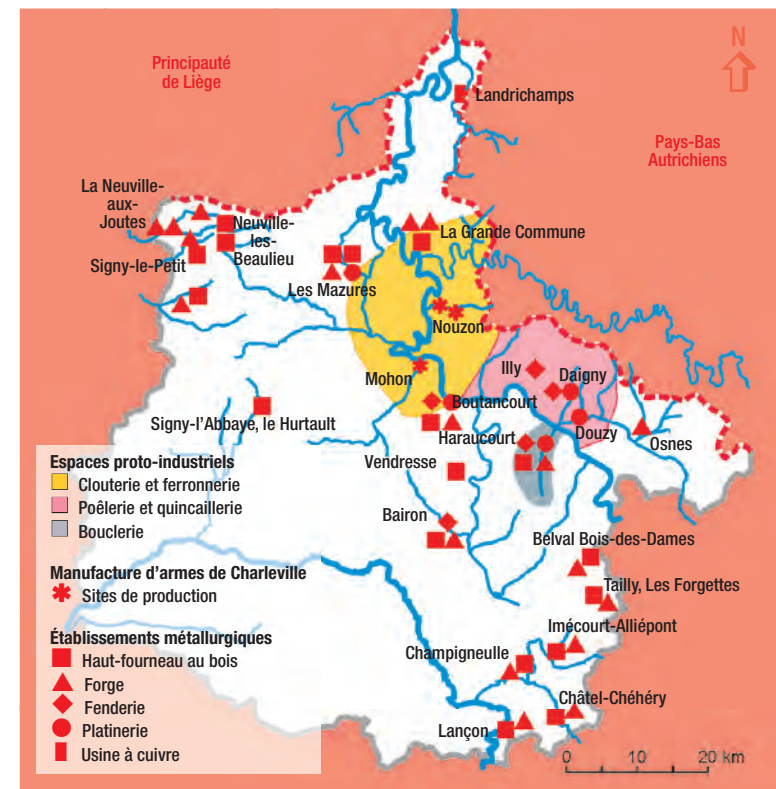 Principauté
de Liège
N
Landrichamps
Pays-Bas
Autrichiens
La Neuville-
aux-
Joutes
Neuville-
les-
Beaulieu
La Grande Commune
Signy-le-Petit
Les Mazures
Nouzon
Mohon
Illy
Daigny
Boutancourt
Signy-l'Abbaye, le Hurtault
Haraucourt
Douzy
Osnes
Vendresse
Espaces proto-industriels
Clouterie et ferronnerie
Poêlerie et quincaillerie
Bouclerie
Bairon
Belval Bois-des-Dames
Manufacture d'armes de Charleville
Sites de production
Tailly, Les Forgettes
Imécourt-Alliépont
Établissements métallurgiques
Haut-fourneau au bois
Forge
Fenderie
Platinerie
Usine à cuivre
Champigneulle
Châtel-Chéhéry
Lançon
0 10 20 km